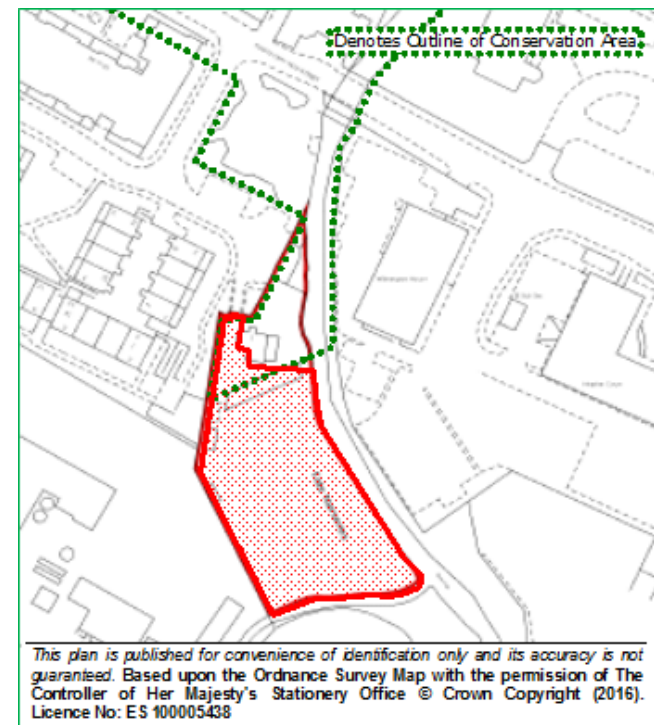 Denotes Outline of Conservation Area
This plan is published for convenience of identification only and its accuracy is not
guaranteed. Based upon the Ordnance Survey Map with the permission of The
Controller of Her Majesty's Stationery Office © Crown Copyright (2016).
Licence No: ES 100005438